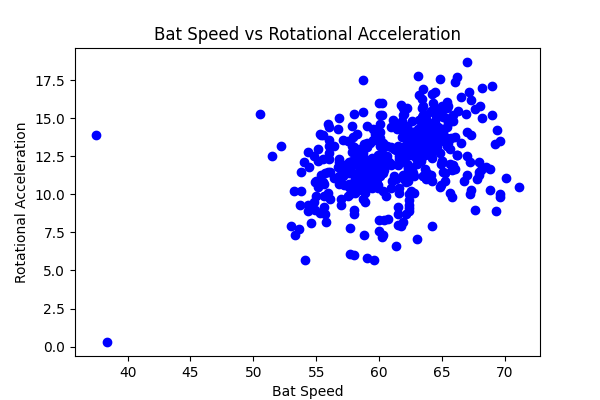 Bat Speed vs Rotational Acceleration
Rotational Acceleration
17.5
15.0
12.5
10.0
7.5
5.0
2.5
0.0
40 45 50 55 60 65 70
Bat Speed